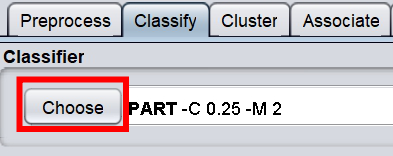 Preprocess Classify Cluster Associate
Classifier
Choose PART -C 0.25 -M 2